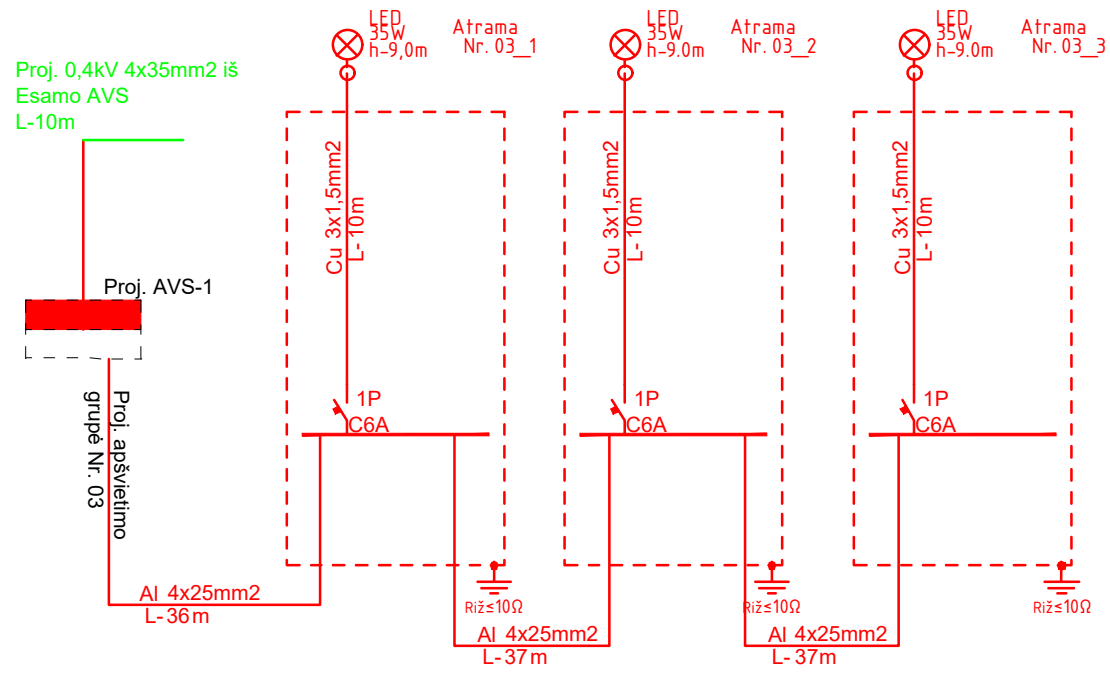 Proj. 0,4kV 4x35mm2 iš
Esamo AVS
L-10m
Proj. AVS-1
Proj. apšvietimo
grupė Nr. 03
Al 4x25mm2
L-36m
LED
35W
h-9,0m
Atrama
Nr. 03_1
Cu 3x1,5mm2
L-10m
1P
C6A
Riž≤10Ω
Al 4x25mm2
L-37m
LED
35W
h-9.0m
Atrama
Nr. 03_2
Cu 3x1,5mm2
L-10m
1P
C6A
Riž≤10Ω
Al 4x25mm2
L-37m
LED
35W
h-9.0m
Atrama
Nr. 03_3
Cu 3x1,5mm2
L-10m
1P
C6A
Riž≤10Ω